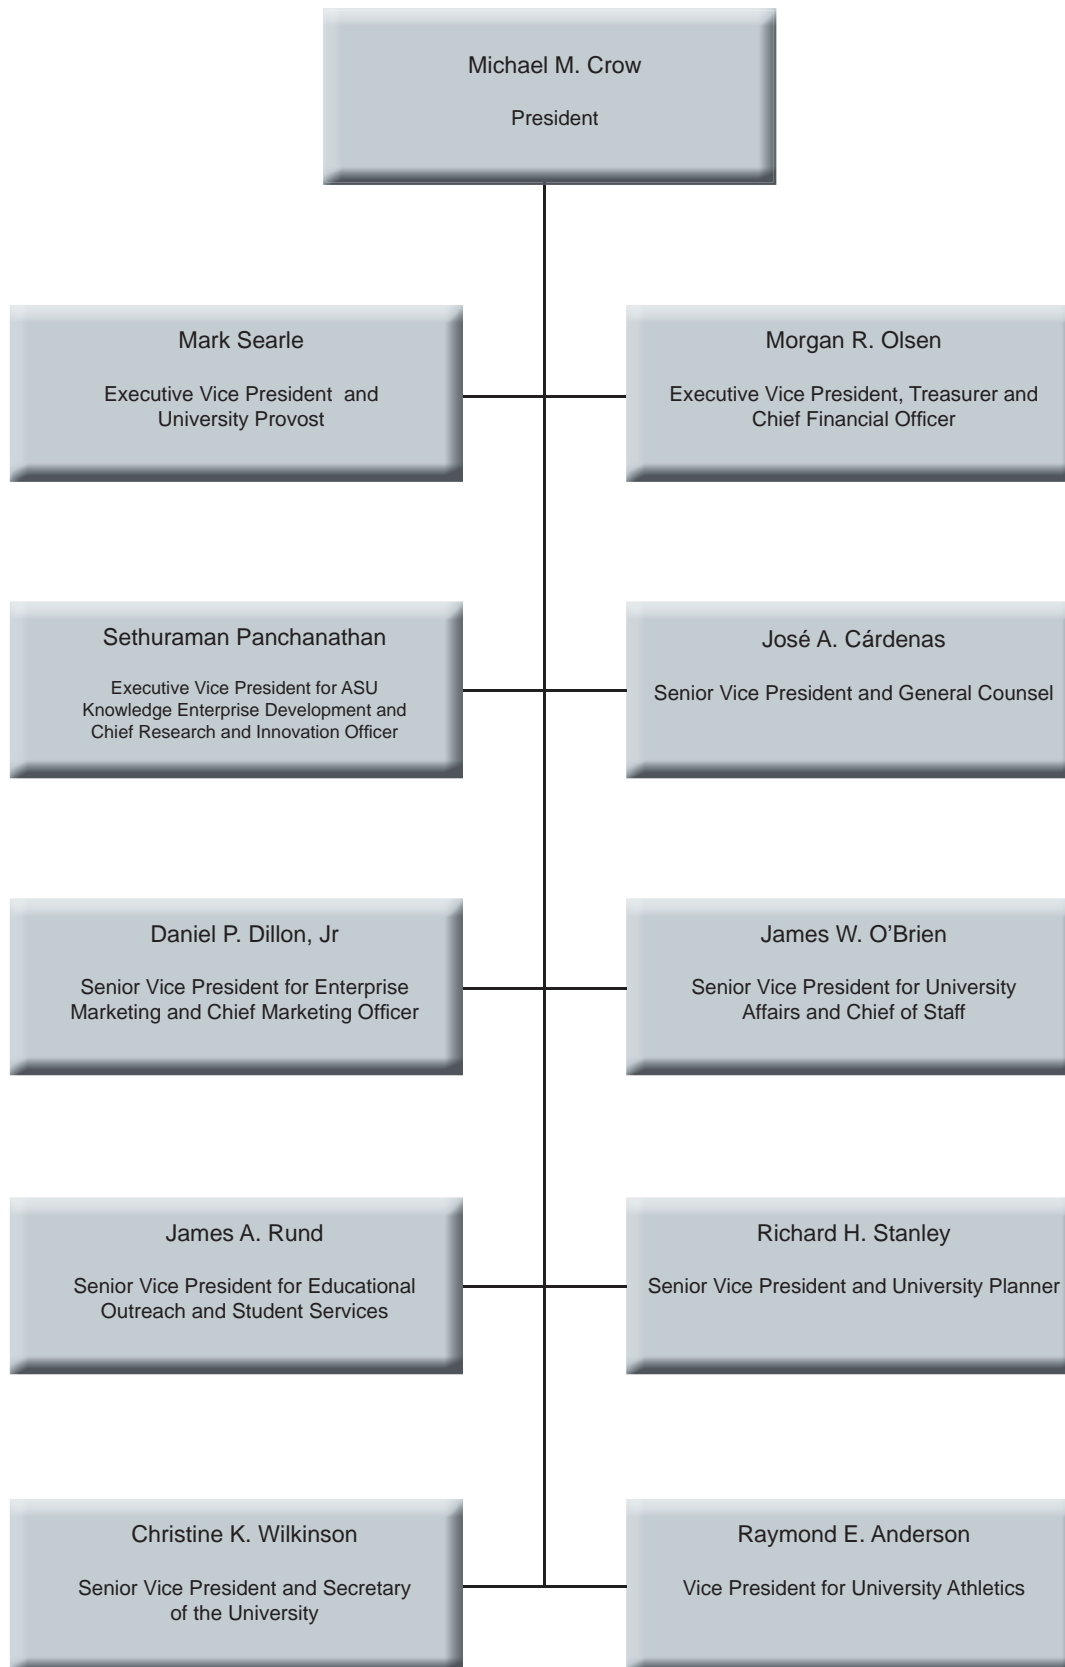 Michael M. Crow
President
Mark Searle
Executive Vice President and
University Provost
Morgan R. Olsen
Executive Vice President, Treasurer and
Chief Financial Officer
Sethuraman Panchanathan
Executive Vice President for ASU
Knowledge Enterprise Development and
Chief Research and Innovation Officer
José A. Cárdenas
Senior Vice President and General Counsel
Daniel P. Dillon, Jr
Senior Vice President for Enterprise
Marketing and Chief Marketing Officer
James W. O’Brien
Senior Vice President for University
Affairs and Chief of Staff
James A. Rund
Senior Vice President for Educational
Outreach and Student Services
Richard H. Stanley
Senior Vice President and University Planner
Christine K. Wilkinson
Senior Vice President and Secretary
of the University
Raymond E. Anderson
Vice President for University Athletics